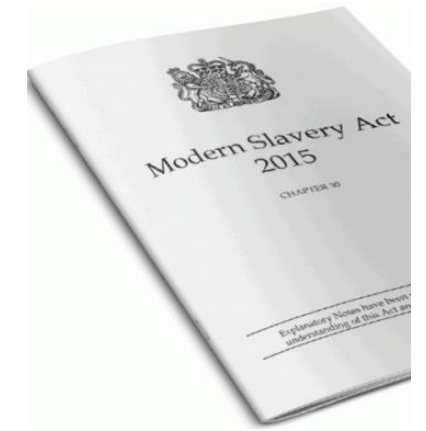 Modern Slavery Act
2015
CHAPTER 30
Explanatory Notes have been
understanding of this Act